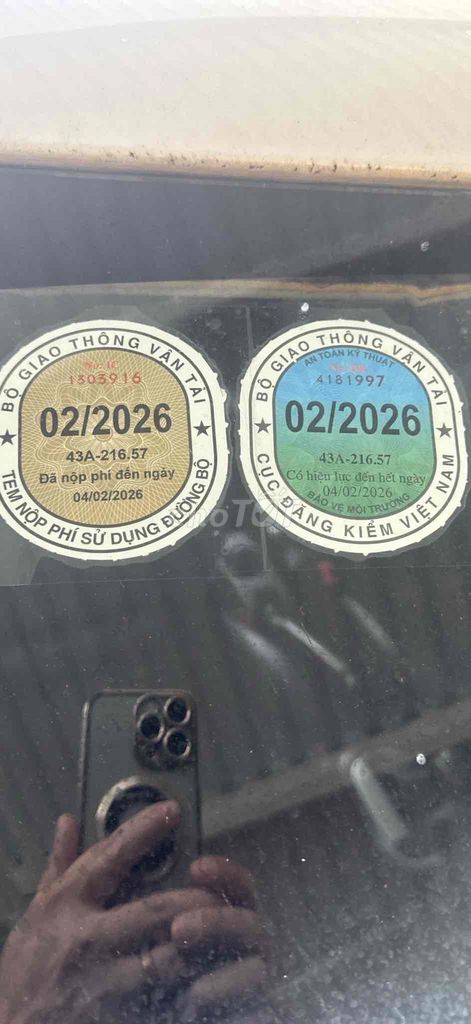 BỘ GIAO THÔNG VẬN TẢI
1303916
02/2026
43A-216.57
Đã nộp phí đến ngày
04/02/2026
TEM NỘP PHÍ SỬ DỤNG ĐƯỜNG BỘ
BỘ GIAO THÔNG VẬN TẢI
AN TOÀN KỸ THUẬT
4181997
02/2026
43A-216.57
Có hiệu lực đến hết ngày
04/02/2026
BẢO VỆ MÔI TRƯỜNG
CỤC ĐĂNG KIỂM VIỆT NAM